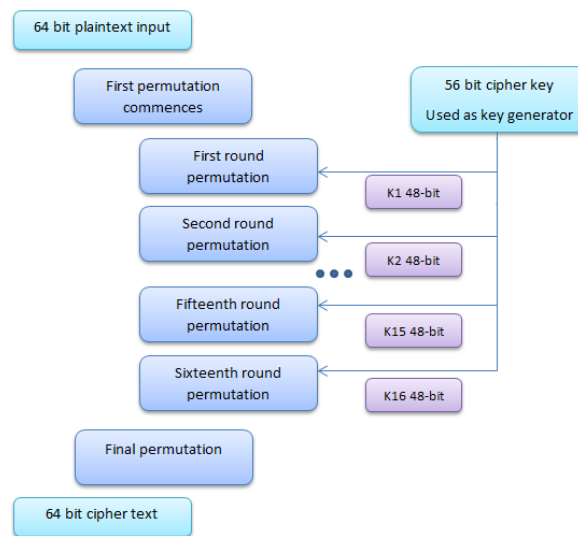 64 bit plaintext input
First permutation
commences
56 bit cipher key
Used as key generator
First round
permutation
K1 48-bit
Second round
permutation
K2 48-bit
Fifteenth round
permutation
K15 48-bit
Sixteenth round
permutation
K16 48-bit
Final permutation
64 bit cipher text